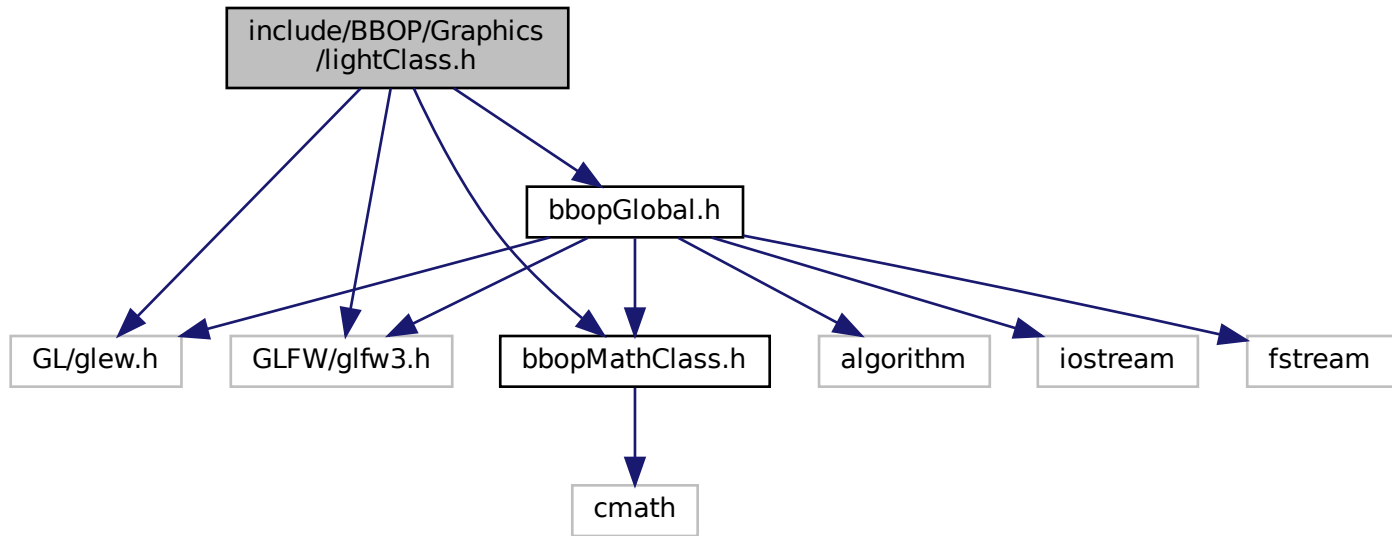 include/BBOP/Graphics
/lightClass.h
bbopGlobal.h
GL/glew.h
GLFW/glfw3.h
bbopMathClass.h
algorithm
iostream
fstream
cmath